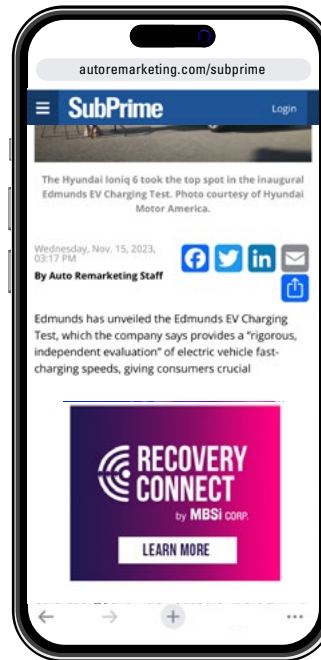 autoremarketing.com/subprime
SubPrime
Login
The Hyundai Ioniq 6 took the top spot in the inaugural
Edmunds EV Charging Test. Photo courtesy of Hyundai
Motor America.
Wednesday, Nov. 15, 2023,
03:17 PM
By Auto Remarketing Staff
Edmunds has unveiled the Edmunds EV Charging
Test, which the company says provides a “rigorous,
independent evaluation” of electric vehicle fast-
charging speeds, giving consumers crucial
RECOVERY
CONNECT
by MBSi CORP.
LEARN MORE